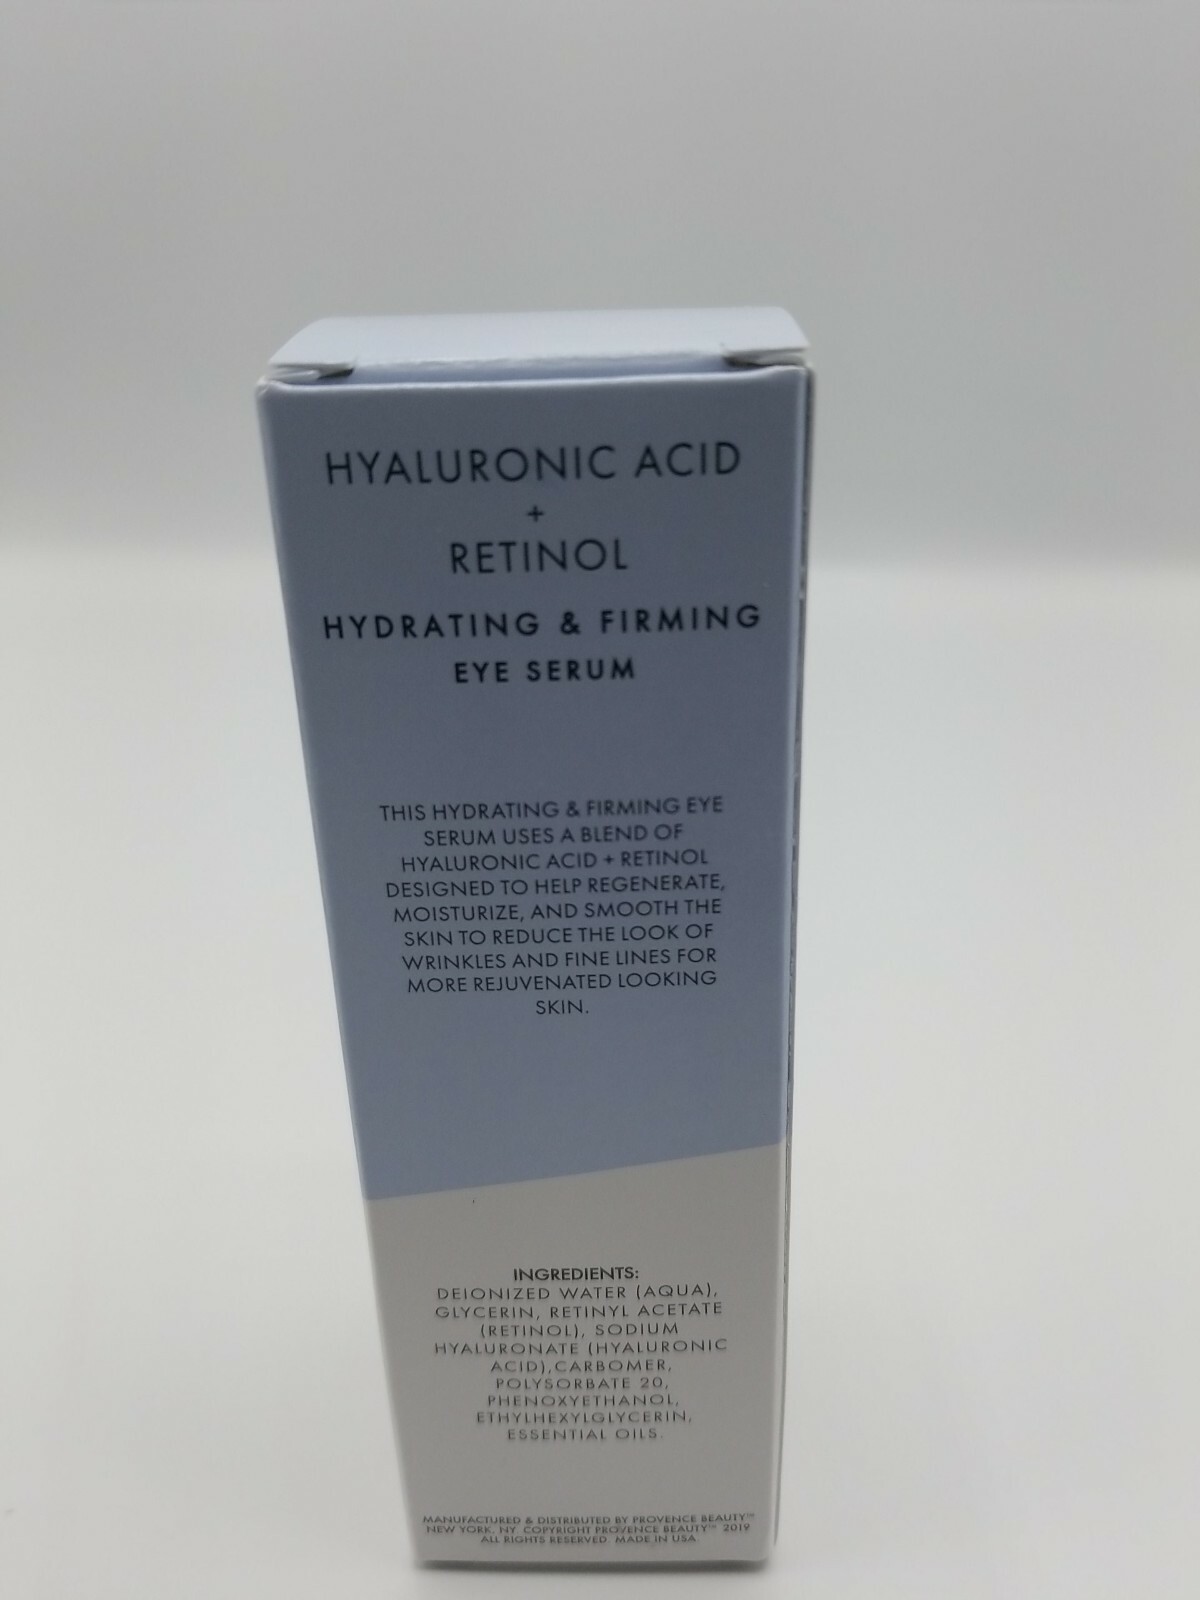 HYALURONIC ACID
+
RETINOL
HYDRATING & FIRMING
EYE SERUM
THIS HYDRATING & FIRMING EYE
SERUM USES A BLEND OF
HYALURONIC ACID + RETINOL
DESIGNED TO HELP REGENERATE,
MOISTURIZE, AND SMOOTH THE
SKIN TO REDUCE THE LOOK OF
WRINKLES AND FINE LINES FOR
MORE REJUVENATED LOOKING
SKIN.
INGREDIENTS:
DEIONIZED WATER (AQUA),
GLYCERIN, RETINYL ACETATE
(RETINOL), SODIUM
HYALURONATE (HYALURONIC
ACID),CARBOMER,
POLYSORBATE 20,
PHENOXYETHANOL,
ETHYLHEXYLGLYCERIN,
ESSENTIAL OILS.
MANUFACTURED & DISTRIBUTED BY PROVENCE BEAUTY™
NEW YORK, NY COPYRIGHT PROVENCE BEAUTY™ 2019
ALL RIGHTS RESERVED. MADE IN USA